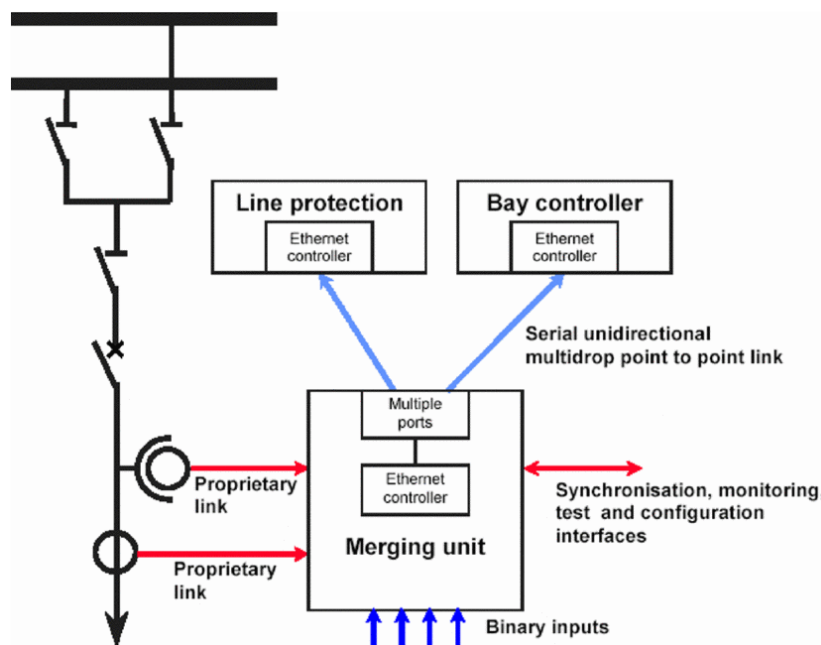 Line protection
Ethernet
controller
Bay controller
Ethernet
controller
Serial unidirectional
multidrop point to point link
Multiple
ports
Ethernet
controller
Merging unit
Proprietary
link
Proprietary
link
Synchronisation, monitoring,
test and configuration
interfaces
Binary inputs